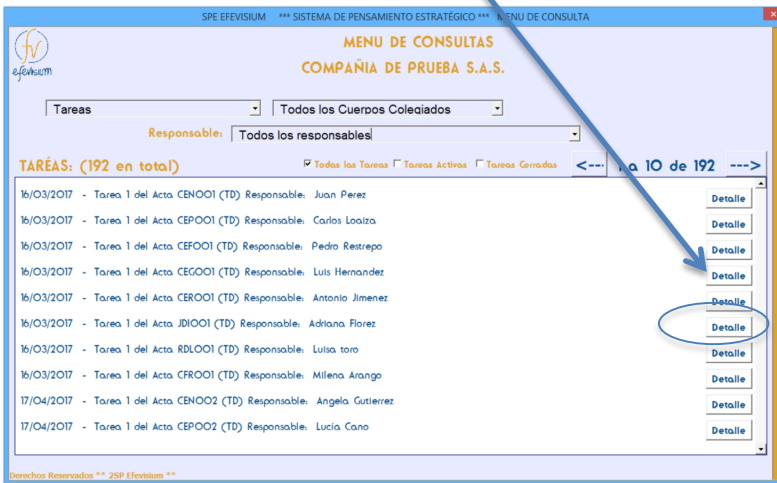 SPE EFEVISIUM *** SISTEMA DE PENSAMIENTO ESTRATÉGICO *** MENU DE CONSULTA
MENU DE CONSULTAS
efevisium
COMPAÑIA DE PRUEBA S.A.S.
Tareas Todos los Cuerpos Colegiados
Responsable: Todos los responsables
TARÉAS: (192 en total) Todas las Tareas Tareas Activas Tareas Cerradas <--- a 10 de 192 --->
16/03/2017 - Tarea 1 del Acta CEN001 (TD) Responsable: Juan Perez Detalle
16/03/2017 - Tarea 1 del Acta CEP001 (TD) Responsable: Carlos Loaiza Detalle
16/03/2017 - Tarea 1 del Acta CEF001 (TD) Responsable: Pedro Restrepo Detalle
16/03/2017 - Tarea 1 del Acta CEG001 (TD) Responsable: Luis Hernandez Detalle
16/03/2017 - Tarea 1 del Acta CER001 (TD) Responsable: Antonio Jimenez Detalle
16/03/2017 - Tarea 1 del Acta JDI001 (TD) Responsable: Adriana Florez Detalle
16/03/2017 - Tarea 1 del Acta RDL001 (TD) Responsable: Luisa toro Detalle
16/03/2017 - Tarea 1 del Acta CFR001 (TD) Responsable: Milena Arango Detalle
17/04/2017 - Tarea 1 del Acta CEN002 (TD) Responsable: Angela Gutierrez Detalle
17/04/2017 - Tarea 1 del Acta CEP002 (TD) Responsable: Lucía Cano Detalle
Derechos Reservados ** 2SP Efevisium **